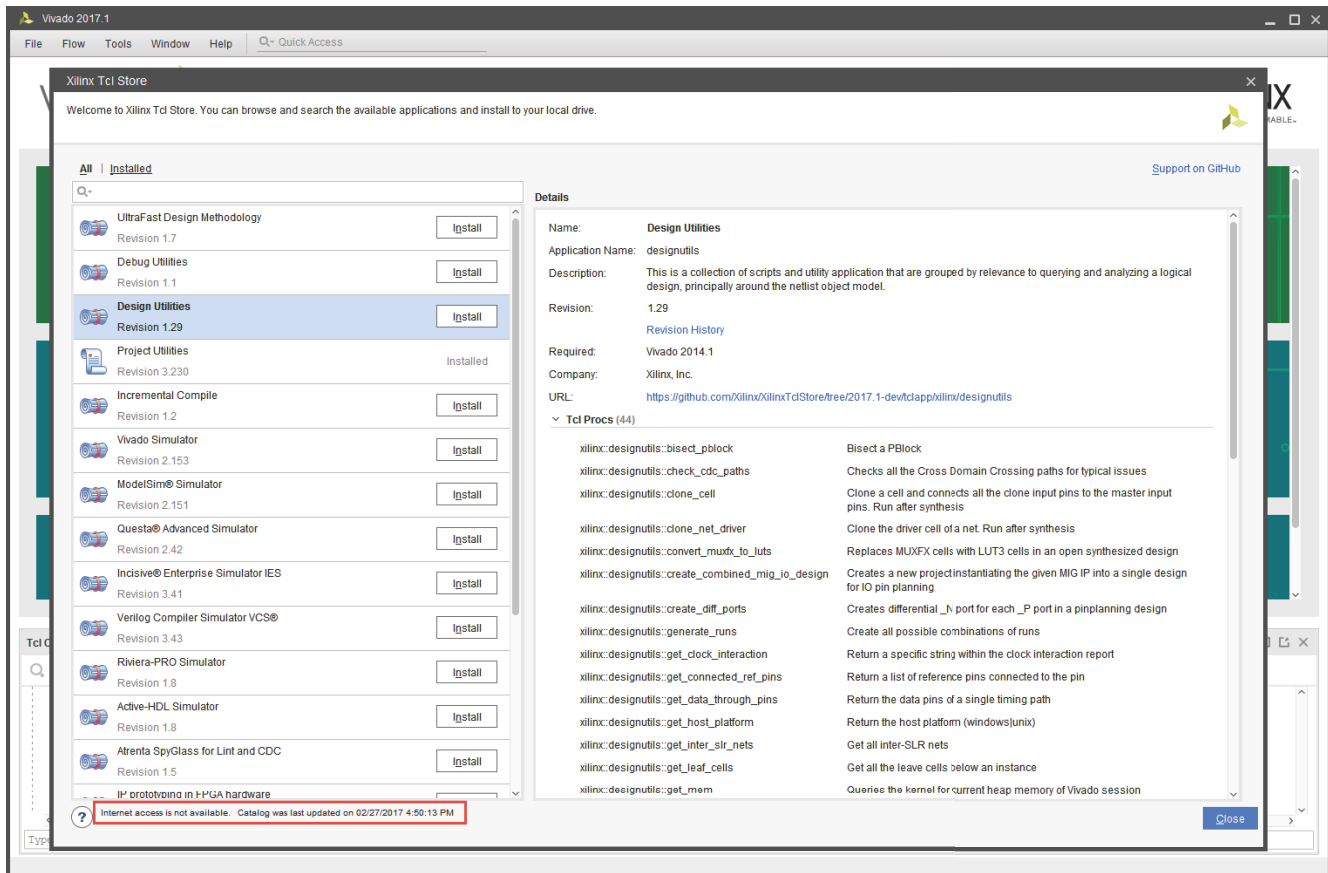 Vivado 2017.1
File Flow Tools Window Help Quick Access
Xilinx Tcl Store
Welcome to Xilinx Tcl Store. You can browse and search the available applications and install to your local drive.
All | Installed
Support on GitHub
UltraFast Design Methodology
Revision 1.7
Install
Debug Utilities
Revision 1.1
Install
Design Utilities
Revision 1.29
Install
Project Utilities
Revision 3.230
Installed
Incremental Compile
Revision 1.2
Install
Vivado Simulator
Revision 2.153
Install
ModelSim® Simulator
Revision 2.151
Install
Questa® Advanced Simulator
Revision 2.42
Install
Incisive® Enterprise Simulator IES
Revision 3.41
Install
Verilog Compiler Simulator VCS®
Revision 3.43
Install
Riviera-PRO Simulator
Revision 1.8
Install
Active-HDL Simulator
Revision 1.8
Install
Atrenta SpyGlass for Lint and CDC
Revision 1.5
Install
IP prototyping in FPGA hardware
Details
Name: Design Utilities
Application Name: designutils
Description: This is a collection of scripts and utility application that are grouped by relevance to querying and analyzing a logical
design, principally around the netlist object model.
Revision: 1.29
Revision History
Required: Vivado 2014.1
Company: Xilinx, Inc.
URL: https://github.com/Xilinx/XilinxTclStore/tree/2017.1-dev/tclapp/xilinx/designutils
Tcl Procs (44)
xilinx::designutils::bisect_pblock Bisect a PBlock
xilinx::designutils::check_cdc_paths Checks all the Cross Domain Crossing paths for typical issues
xilinx::designutils::clone_cell Clone a cell and connects all the clone input pins to the master input
pins. Run after synthesis
xilinx::designutils::clone_net_driver Clone the driver cell of a net. Run after synthesis
xilinx::designutils::convert_muxfx_to_luts Replaces MUXFX cells with LUT3 cells in an open synthesized design
xilinx::designutils::create_combined_mig_io_design Creates a new project instantiating the given MIG IP into a single design
for IO pin planning
xilinx::designutils::create_diff_ports Creates differential _N port for each _P port in a pinplanning design
xilinx::designutils::generate_runs Create all possible combinations of runs
xilinx::designutils::get_clock_interaction Return a specific string within the clock interaction report
xilinx::designutils::get_connected_ref_pins Return a list of reference pins connected to the pin
xilinx::designutils::get_data_through_pins Return the data pins of a single timing path
xilinx::designutils::get_host_platform Return the host platform (windows|unix)
xilinx::designutils::get_inter_slr_nets Get all inter-SLR nets
xilinx::designutils::get_leaf_cells Get all the leave cells below an instance
xilinx::designutils::get_mem Queries the kernel for current heap memory of Vivado session
? Internet access is not available. Catalog was last updated on 02/27/2017 4:50:13 PM
Close
Tcl C
Type
IX
MABLE